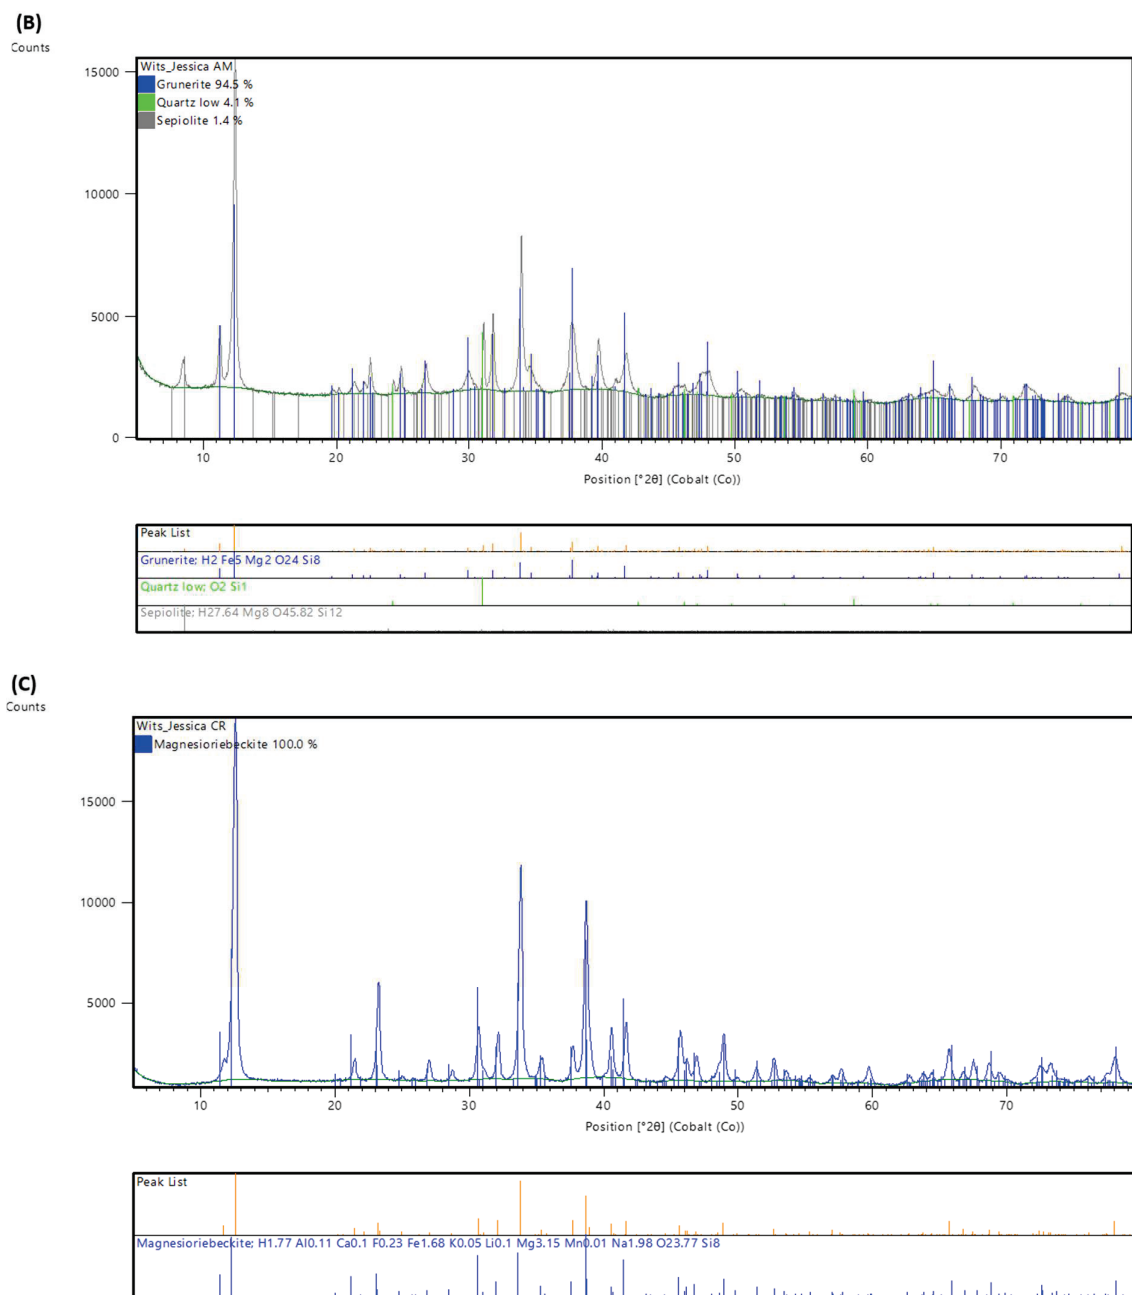 (B)
Counts
Wits_Jessica AM
Grunerite 94.5 %
Quartz low 4.1 %
Sepiolite 1.4 %
15000
10000
5000
0
10 20 30 40 50 60 70
Position [°2θ] (Cobalt (Co))
Peak List
Grunerite; H2 Fe5 Mg2 O24 Si8
Quartz low; O2 Si1
Sepiolite; H27.64 Mg8 O45.82 Si12
(C)
Counts
Wits_Jessica CR
Magnesioriebeckite 100.0 %
15000
10000
5000
10 20 30 40 50 60 70
Position [°2θ] (Cobalt (Co))
Peak List
Magnesioriebeckite; H1.77 Al0.11 Ca0.1 F0.23 Fe1.68 K0.05 Li0.1 Mg3.15 Mn0.01 Na1.98 O23.77 Si8